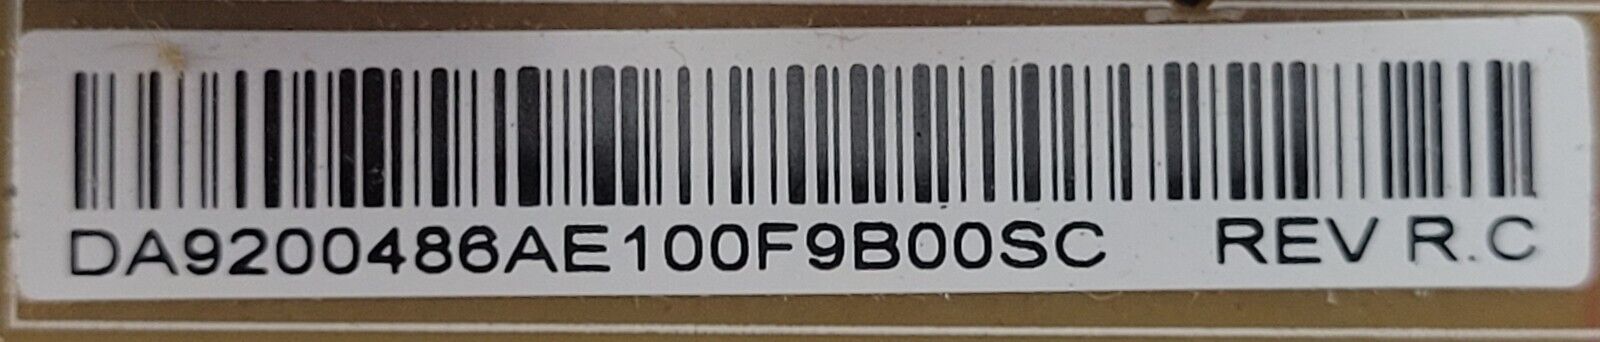 DA9200486AE100F9B00SC REV R.C